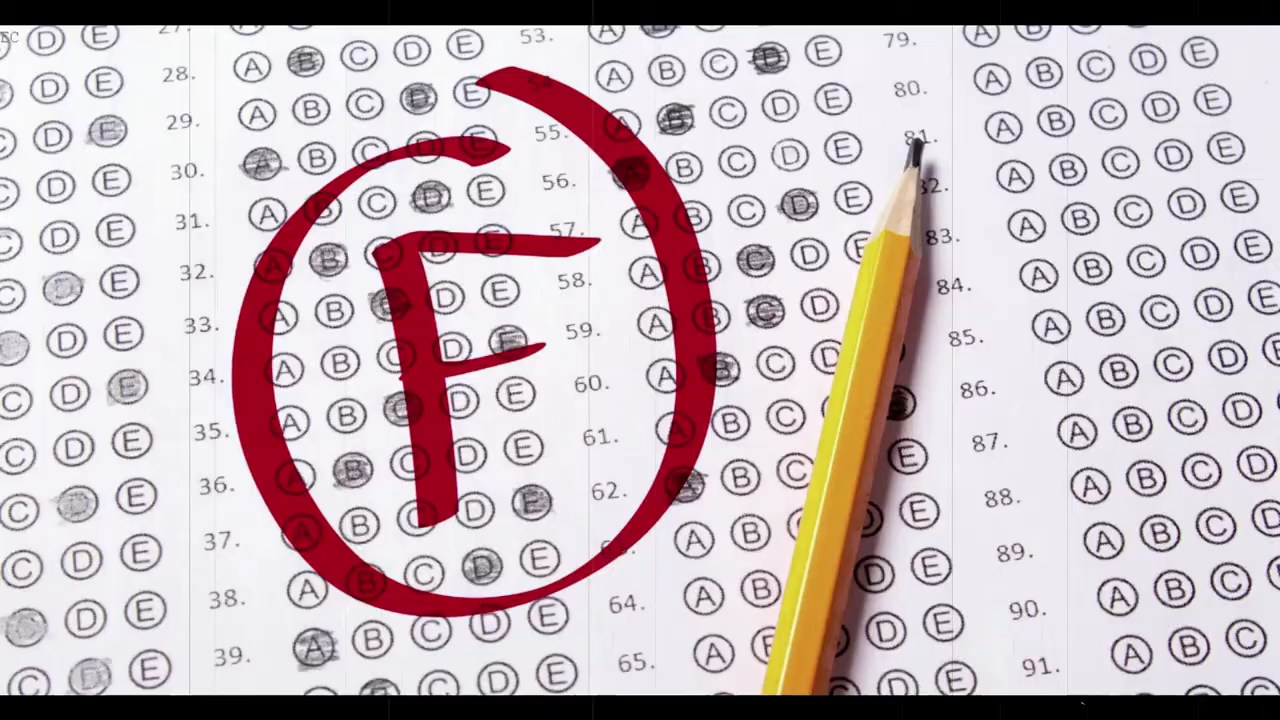 D E
D E
D E
C D E
C D E
C D E
D E
C D E
C D E
C D E
C D E
D E
C D E
27.
28. A B C D E
29. A B C D E
30. A B C D E
31. A B C D E
32. A B C D E
33. A B C D E
34. A B C D E
35. A B C D E
36. A B C D E
37. A B C D E
38. A B C D E
39. A B C D E
C D E
F
53. A
A B C D E
55. A B C D E
56. A B C D E
57. A B C D E
58. A B C D E
59. A B C D
60. A B C D
61. A B C
62. A B C E
A B C E
64. A B D E
65. A B D E
79. A B
80. A B C D E
81. A B C D E
A B C D E
83. A B C D E
84. A B C D E
85. A B C D E
86. A B C D E
87. A B C D
88. A B C D
89. A B C D
90. A B C
91. A B C